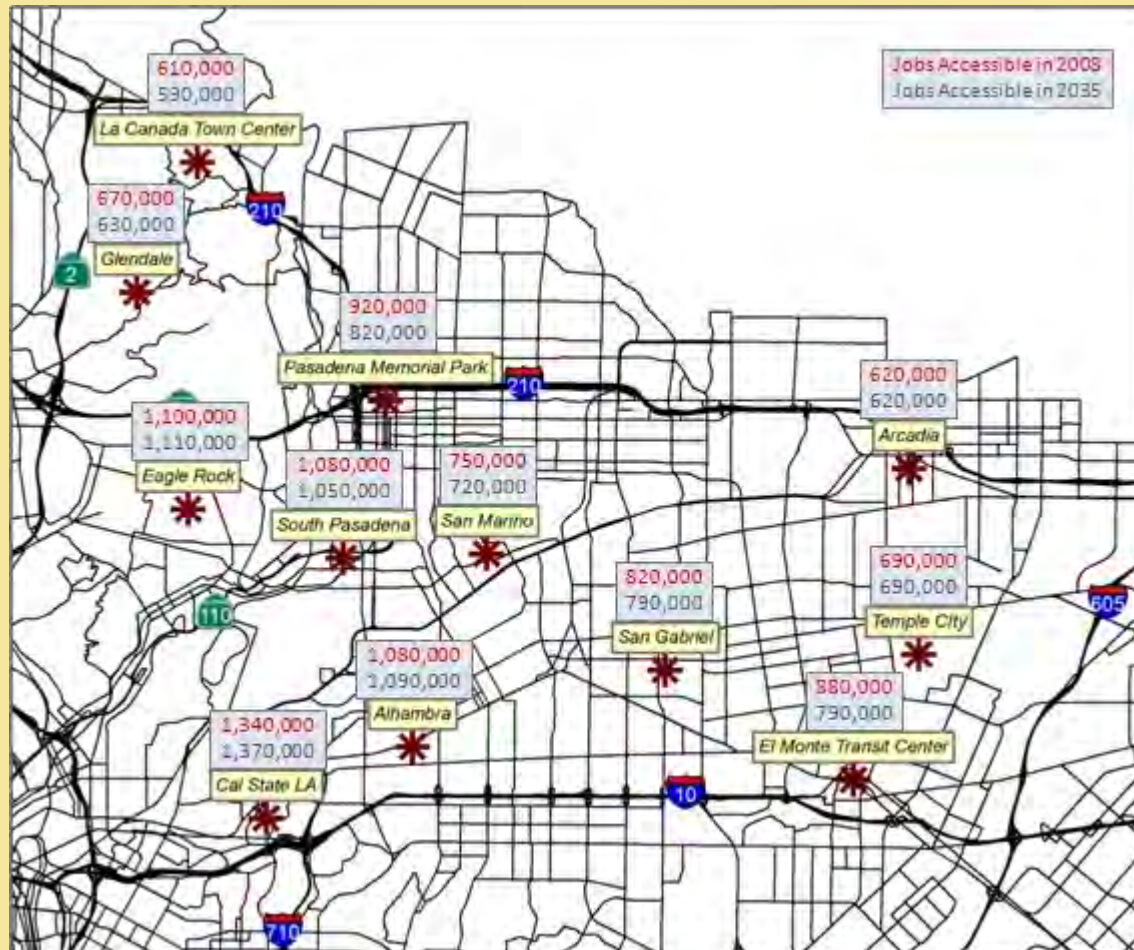 610,000
590,000
La Canada Town Center
Jobs Accessible in 2008
Jobs Accessible in 2035
670,000
630,000
Glendale
210
2
920,000
820,000
Pasadena Memorial Park
210
620,000
620,000
Arcadia
1,100,000
1,110,000
Eagle Rock
1,080,000
1,050,000
South Pasadena
750,000
720,000
San Marino
820,000
790,000
San Gabriel
690,000
690,000
Temple City
605
110
1,080,000
1,090,000
Alhambra
880,000
790,000
El Monte Transit Center
1,340,000
1,370,000
Cal State LA
10
710